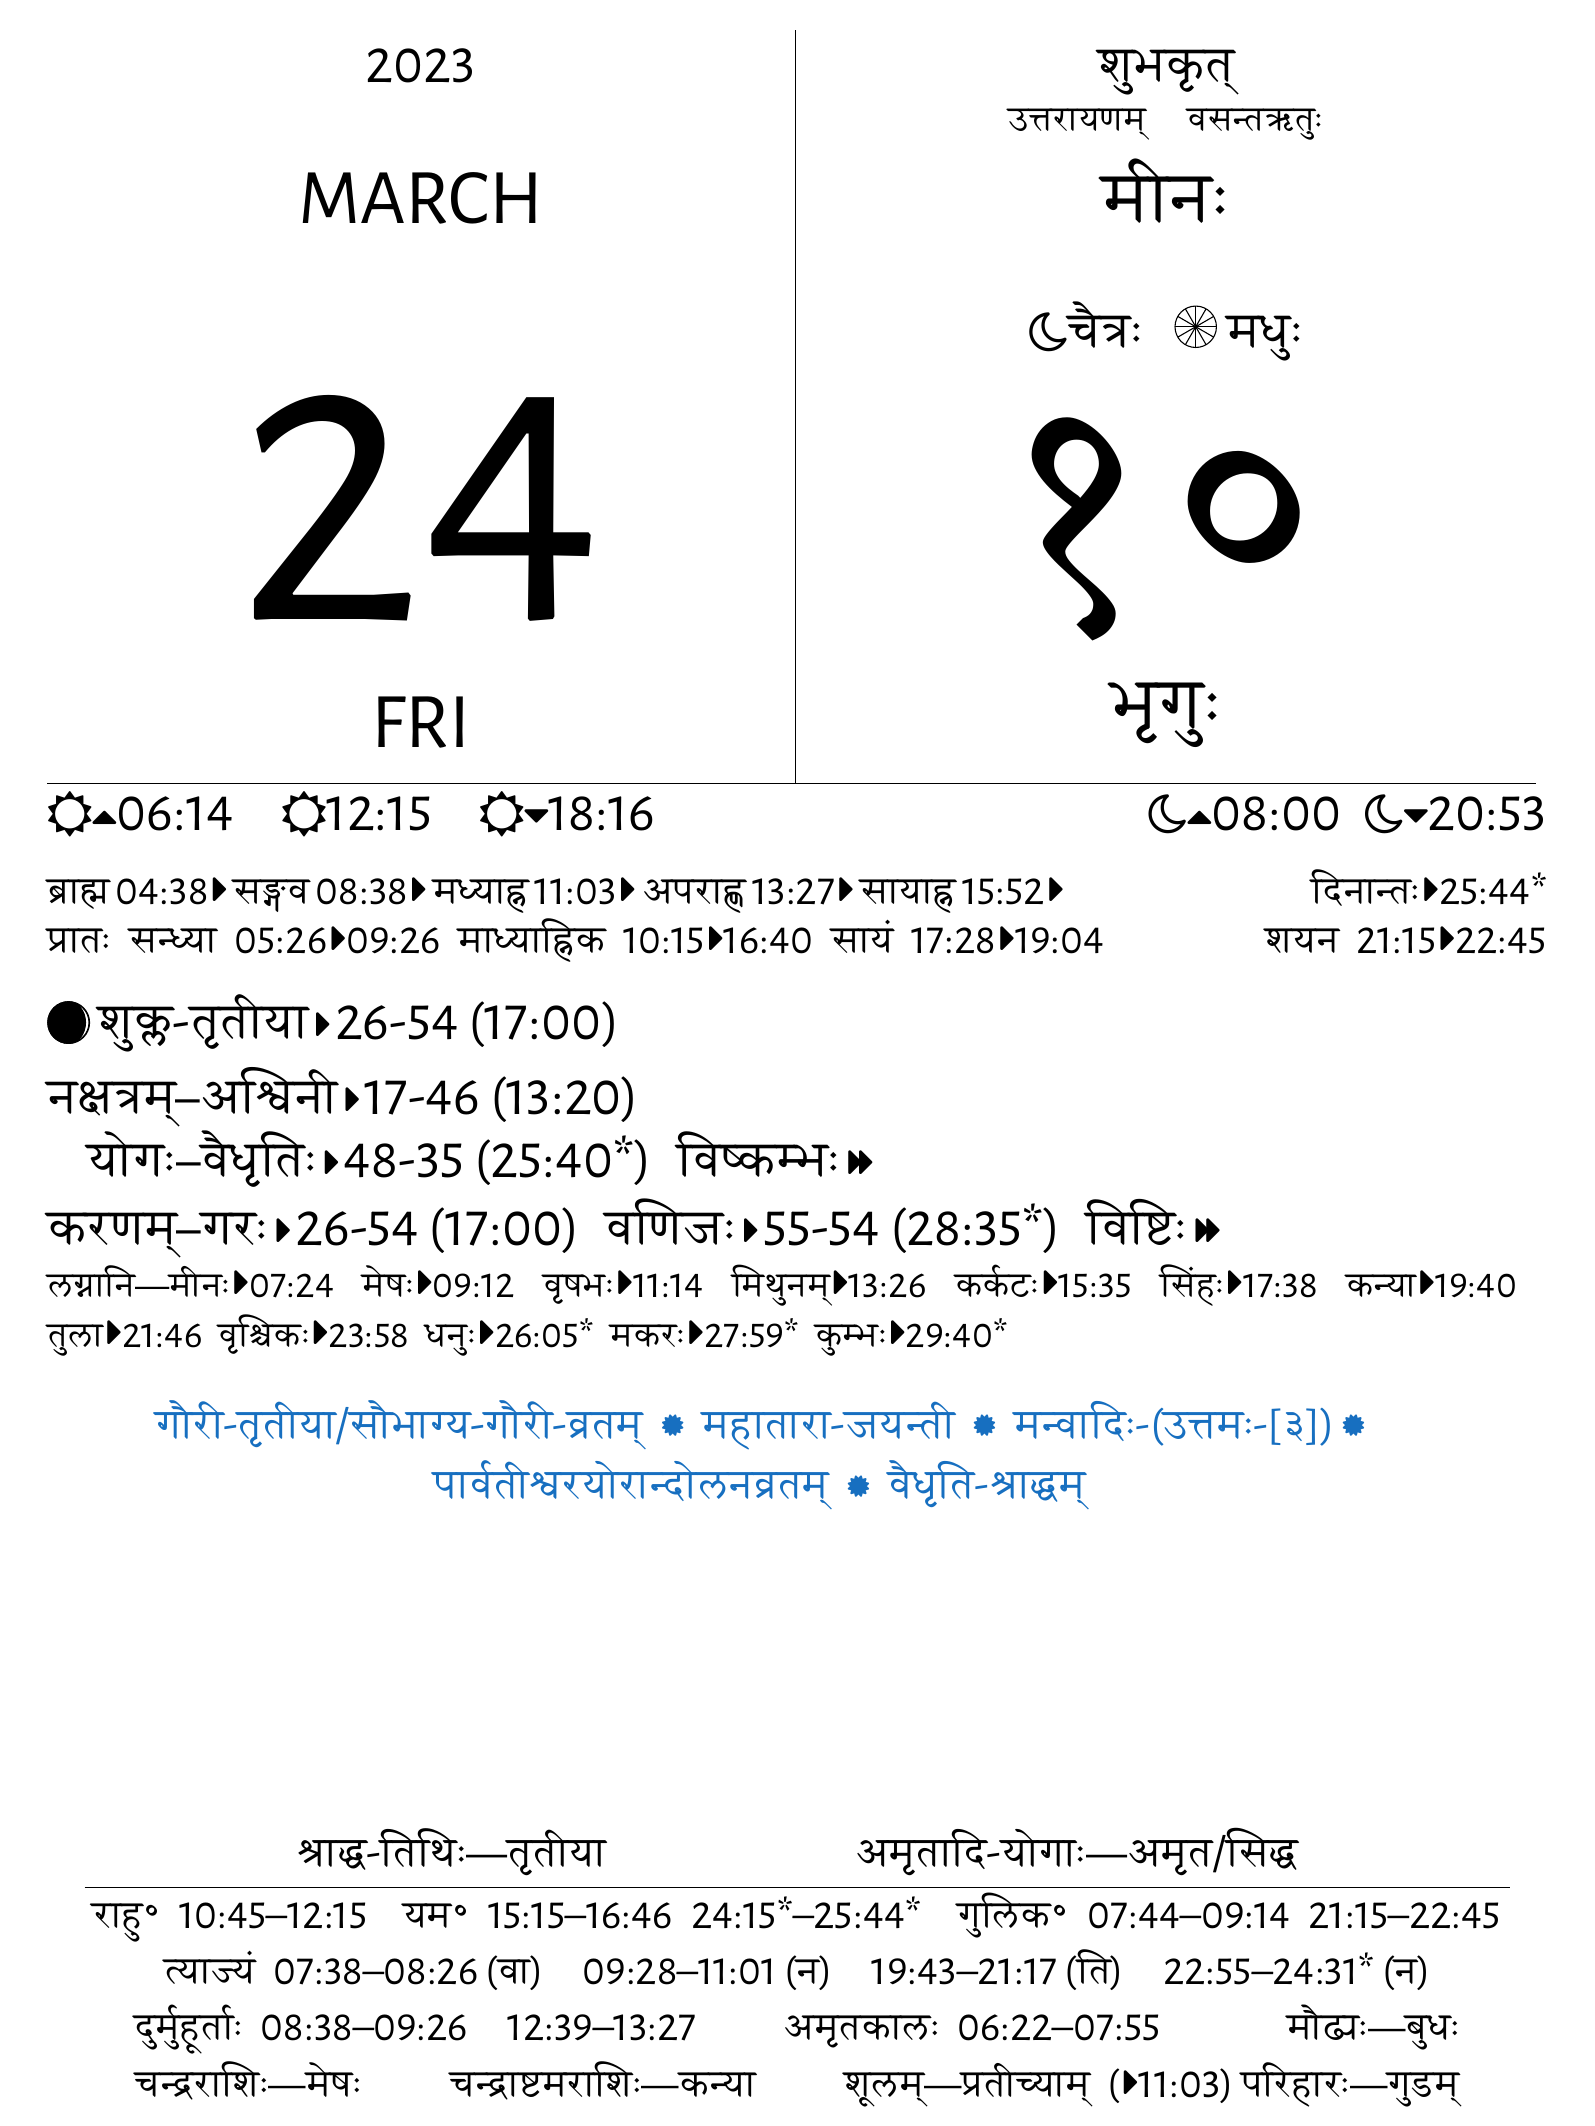 2023
MARCH
24
FRI
शुभकृत्
उत्तरायणम् वसन्तऋतुः
मीनः
चैत्रः मधुः
१०
भृगुः
06:14 12:15 18:16 08:00 20:53
ब्राह्म 04:38 सङ्गव 08:38 मध्याह्न 11:03 अपराह्ण 13:27 सायाह्न 15:52 दिनान्तः 25:44*
प्रातः सन्ध्या 05:26 09:26 माध्याह्निक 10:15 16:40 सायं 17:28 19:04 शयन 21:15 22:45
शुक्ल-तृतीया 26-54 (17:00)
नक्षत्रम्–अश्विनी 17-46 (13:20)
योगः–वैधृतिः 48-35 (25:40*) विष्कम्भः
करणम्–गरः 26-54 (17:00) वणिजः 55-54 (28:35*) विष्टिः
लग्नानि—मीनः 07:24 मेषः 09:12 वृषभः 11:14 मिथुनम् 13:26 कर्कटः 15:35 सिंहः 17:38 कन्या 19:40
तुला 21:46 वृश्चिकः 23:58 धनुः 26:05* मकरः 27:59* कुम्भः 29:40*
गौरी-तृतीया/सौभाग्य-गौरी-व्रतम् ✹ महातारा-जयन्ती ✹ मन्वादिः-(उत्तमः-[३]) ✹
पार्वतीश्वरयोरान्दोलनव्रतम् ✹ वैधृति-श्राद्धम्
श्राद्ध-तिथिः—तृतीया अमृतादि-योगाः—अमृत/सिद्ध
राहु॰ 10:45–12:15 यम॰ 15:15–16:46 24:15*–25:44* गुलिक॰ 07:44–09:14 21:15–22:45
त्याज्यं 07:38–08:26 (वा) 09:28–11:01 (न) 19:43–21:17 (ति) 22:55–24:31* (न)
दुर्मुहूर्ताः 08:38–09:26 12:39–13:27 अमृतकालः 06:22–07:55 मौढ्यः—बुधः
चन्द्रराशिः—मेषः चन्द्राष्टमराशिः—कन्या शूलम्—प्रतीच्याम् (11:03) परिहारः—गुडम्